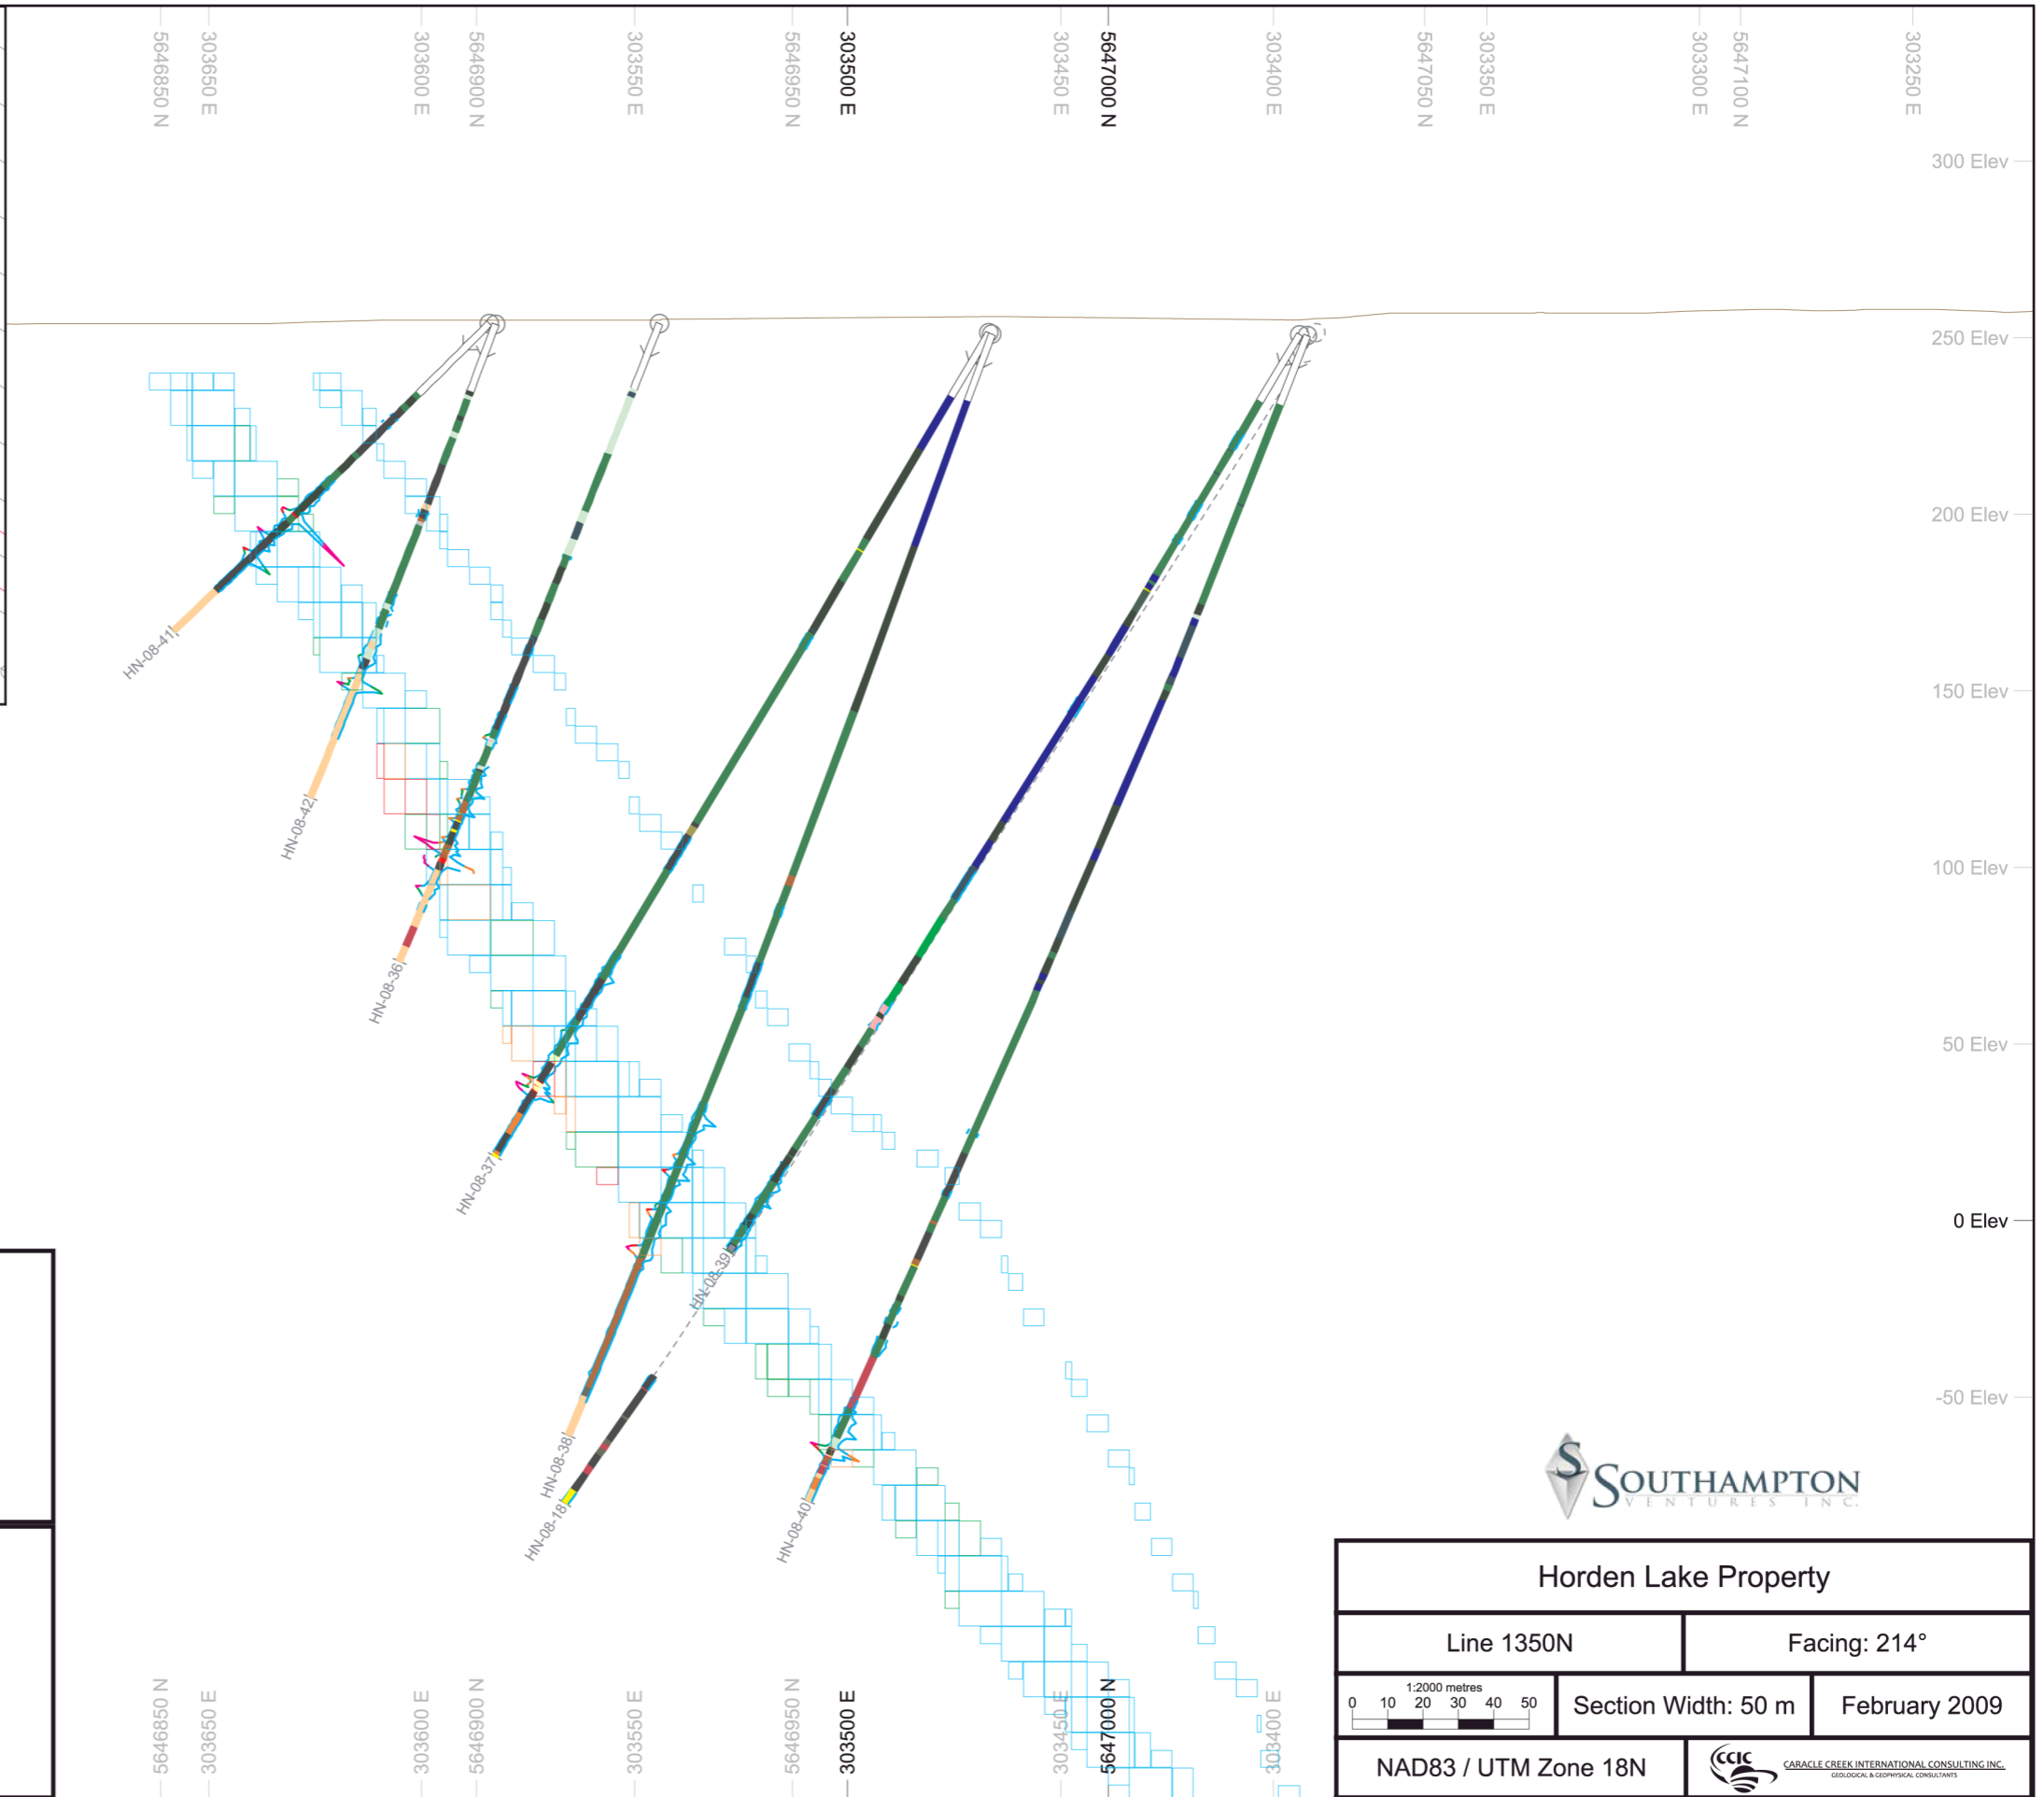 5646850 N
303650 E
303600 E
5646900 N
303550 E
5646950 N
303500 E
303450 E
5647000 N
303400 E
5647050 N
303350 E
303300 E
5647100 N
303250 E
300 Elev
250 Elev
200 Elev
150 Elev
100 Elev
50 Elev
0 Elev
-50 Elev
HN-08-41
HN-08-42
HN-08-36
HN-08-37
HN-08-39
HN-08-38
HN-08-18
HN-08-40
S
SOUTHAMPTON
VENTURES INC.
Horden Lake Property
Line 1350N
Facing: 214°
1:2000 metres
0 10 20 30 40 50
Section Width: 50 m
February 2009
NAD83 / UTM Zone 18N
CCIC
CARACLE CREEK INTERNATIONAL CONSULTING INC.
GEOLOGICAL & GEOPHYSICAL CONSULTANTS
5646850 N
303650 E
303600 E
5646900 N
303550 E
5646950 N
303500 E
303450 E
5647000 N
303400 E